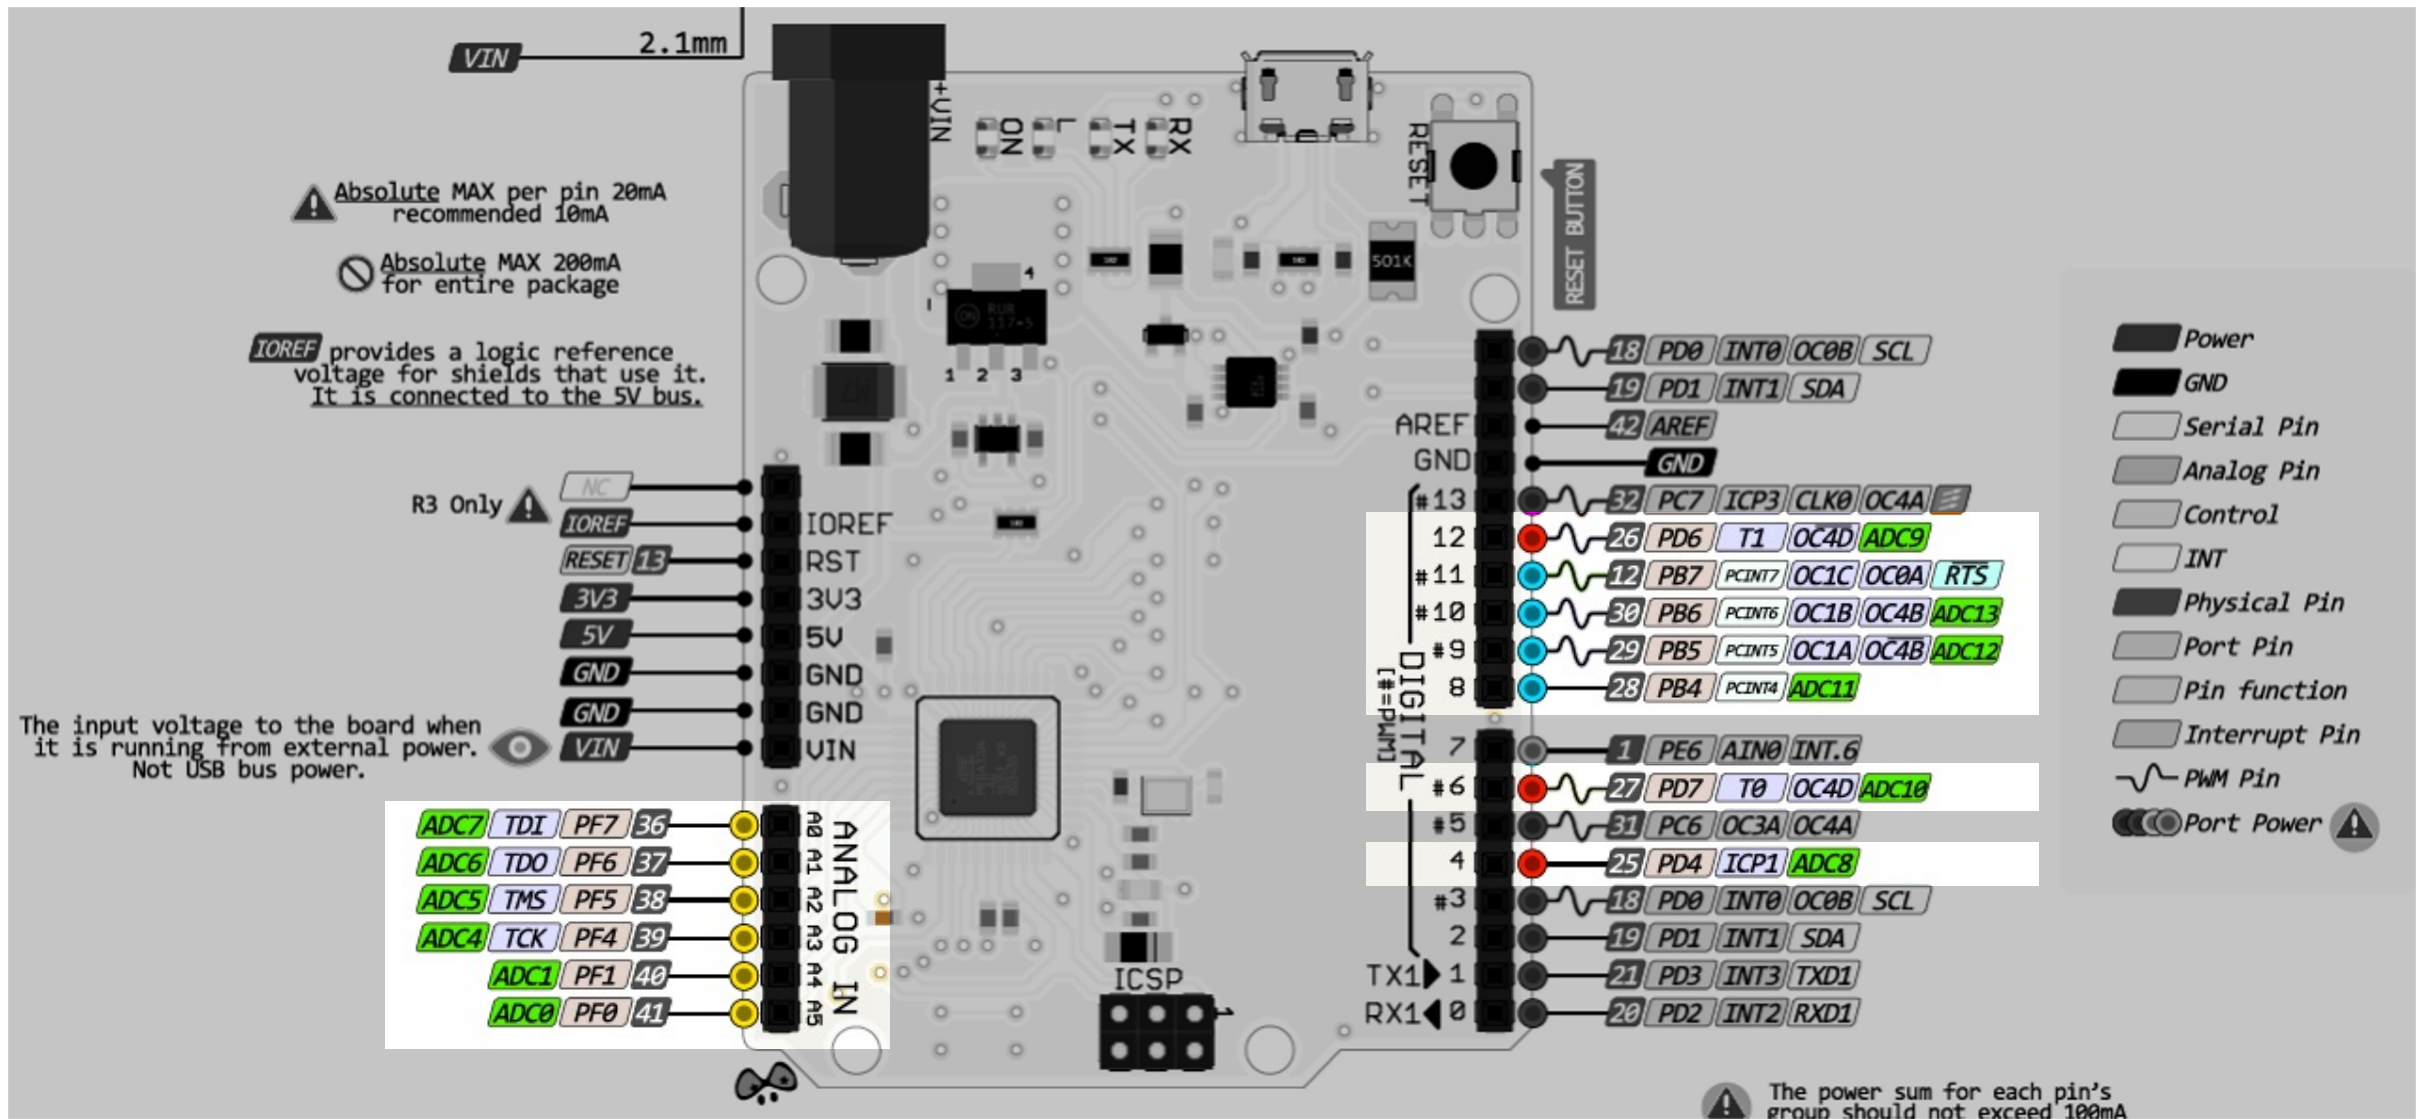 VIN 2.1mm
+VIN
ON L TX RX
RESET
RESET BUTTON
Absolute MAX per pin 20mA
recommended 10mA
Absolute MAX 200mA
for entire package
IOREF provides a logic reference
voltage for shields that use it.
It is connected to the 5V bus.
501K
4
1
1 2 3
R3 Only
NC
IOREF IOREF
RESET 13 RST
3V3 3V3
5V 5V
GND GND
GND GND
VIN VIN
The input voltage to the board when
it is running from external power.
Not USB bus power.
ADC7 TDI PF7 36 A0
ADC6 TDO PF6 37 A1
ADC5 TMS PF5 38 A2
ADC4 TCK PF4 39 A3
ADC1 PF1 40 A4
ADC0 PF0 41 A5
ANALOG IN
ICSP
1
18 PD0 INT0 OC0B SCL
19 PD1 INT1 SDA
AREF 42 AREF
GND GND
#13 32 PC7 ICP3 CLK0 OC4A
12 26 PD6 T1 OC4D ADC9
#11 12 PB7 PCINT7 OC1C OC0A RTS
#10 30 PB6 PCINT6 OC1B OC4B ADC13
#9 29 PB5 PCINT5 OC1A OC4B ADC12
8 28 PB4 PCINT4 ADC11
DIGITAL
[#=PWM]
7 1 PE6 AIN0 INT.6
#6 27 PD7 T0 OC4D ADC10
#5 31 PC6 OC3A OC4A
4 25 PD4 ICP1 ADC8
#3 18 PD0 INT0 OC0B SCL
2 19 PD1 INT1 SDA
TX1 1 21 PD3 INT3 TXD1
RX1 0 20 PD2 INT2 RXD1
Power
GND
Serial Pin
Analog Pin
Control
INT
Physical Pin
Port Pin
Pin function
Interrupt Pin
PWM Pin
Port Power
The power sum for each pin's
group should not exceed 100mA